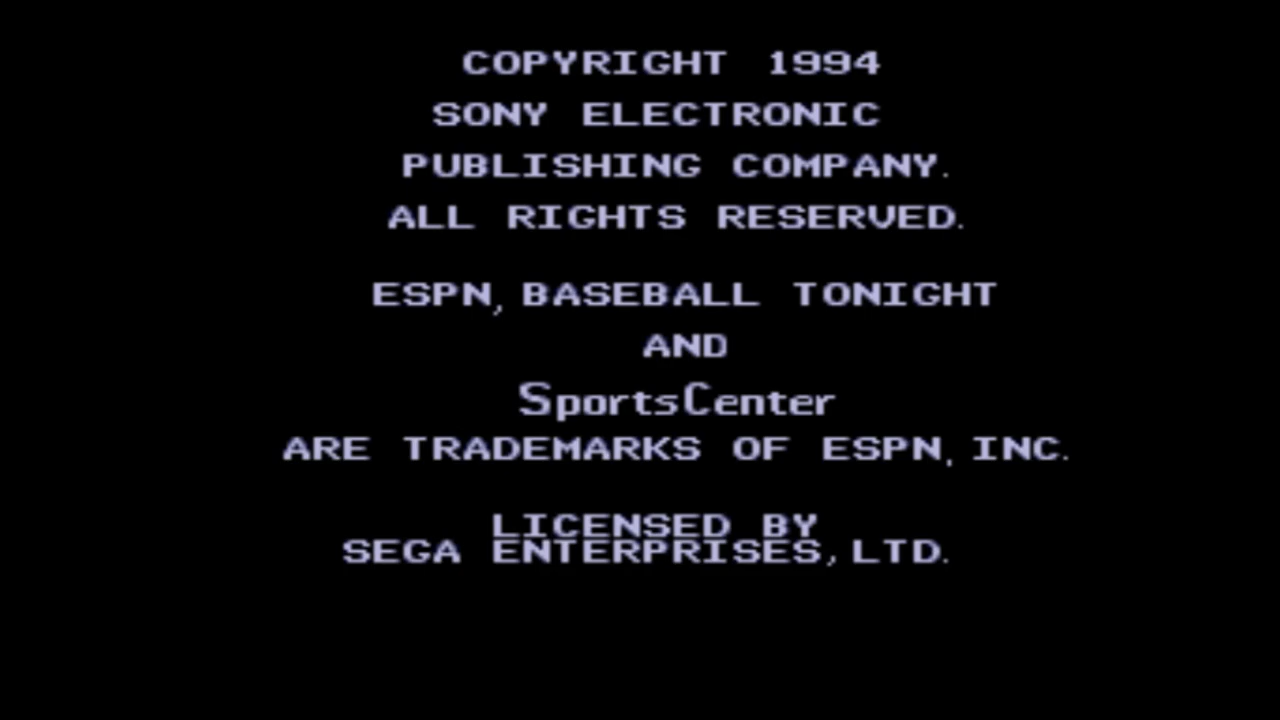 COPYRIGHT 1994
SONY ELECTRONIC
PUBLISHING COMPANY.
ALL RIGHTS RESERVED.
ESPN, BASEBALL TONIGHT
AND
SportsCenter
ARE TRADEMARKS OF ESPN, INC.
LICENSED BY
SEGA ENTERPRISES, LTD.